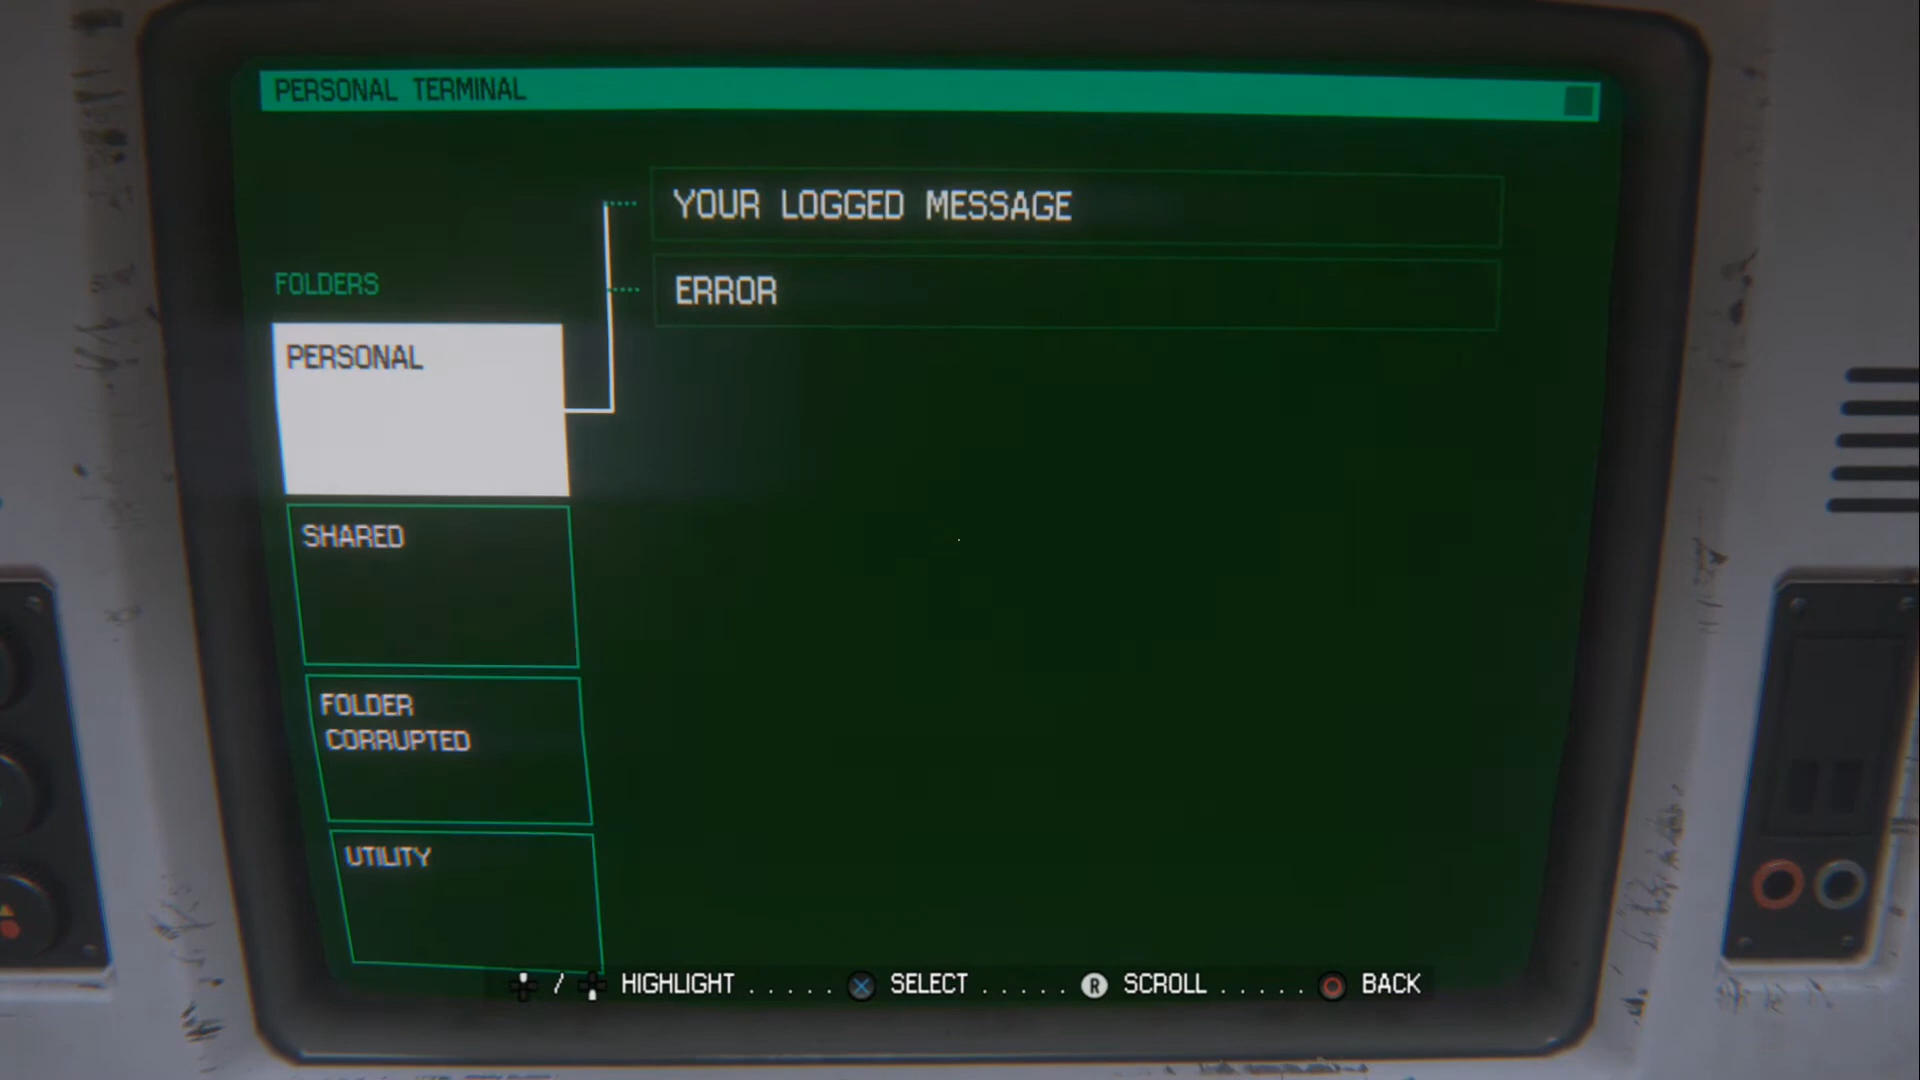 PERSONAL TERMINAL
YOUR LOGGED MESSAGE
ERROR
FOLDERS
PERSONAL
SHARED
FOLDER
CORRUPTED
UTILITY
/ HIGHLIGHT ..... SELECT ..... R SCROLL ..... BACK